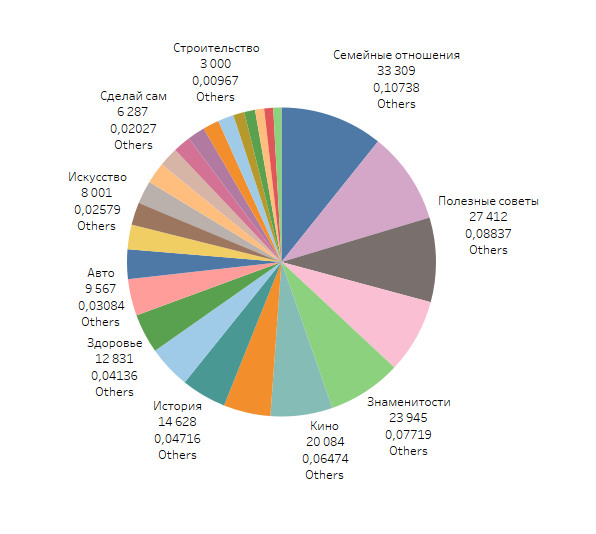 Строительство
3 000
0,00967
Others
Семейные отношения
33 309
0,10738
Others
Сделай сам
6 287
0,02027
Others
Искусство
8 001
0,02579
Others
Полезные советы
27 412
0,08837
Others
Авто
9 567
0,03084
Others
Здоровье
12 831
0,04136
Others
История
14 628
0,04716
Others
Знаменитости
23 945
0,07719
Others
Кино
20 084
0,06474
Others